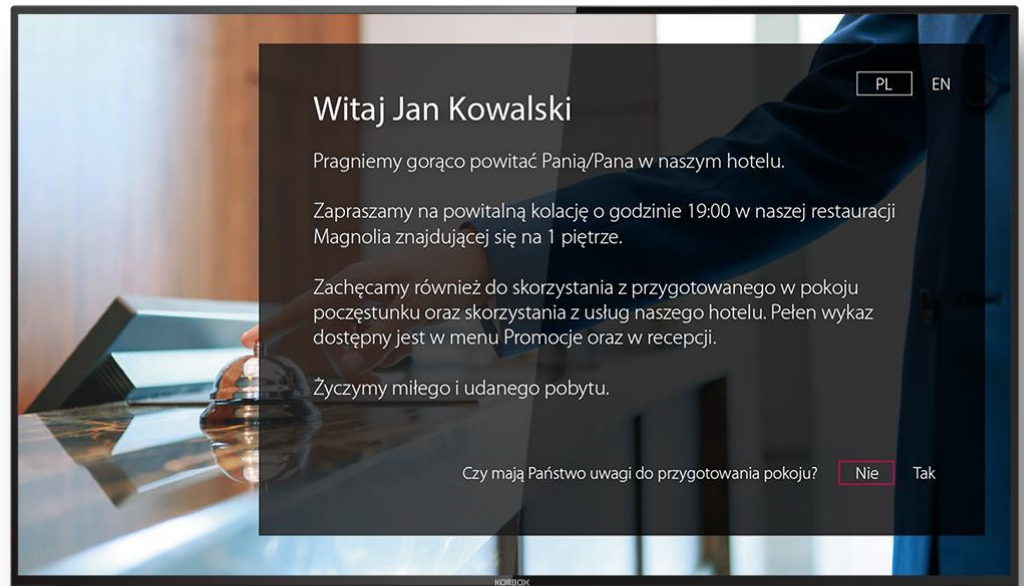 PL EN
Witaj Jan Kowalski
Pragniemy gorąco powitać Panią/Pana w naszym hotelu.
Zapraszamy na powitalną kolację o godzinie 19:00 w naszej restauracji
Magnolia znajdującej się na 1 piętrze.
Zachęcamy również do skorzystania z przygotowanego w pokoju
poczęstunku oraz skorzystania z usług naszego hotelu. Pełen wykaz
dostępny jest w menu Promocje oraz w recepcji.
Życzymy miłego i udanego pobytu.
Czy mają Państwo uwagi do przygotowania pokoju? Nie Tak
KORBOX